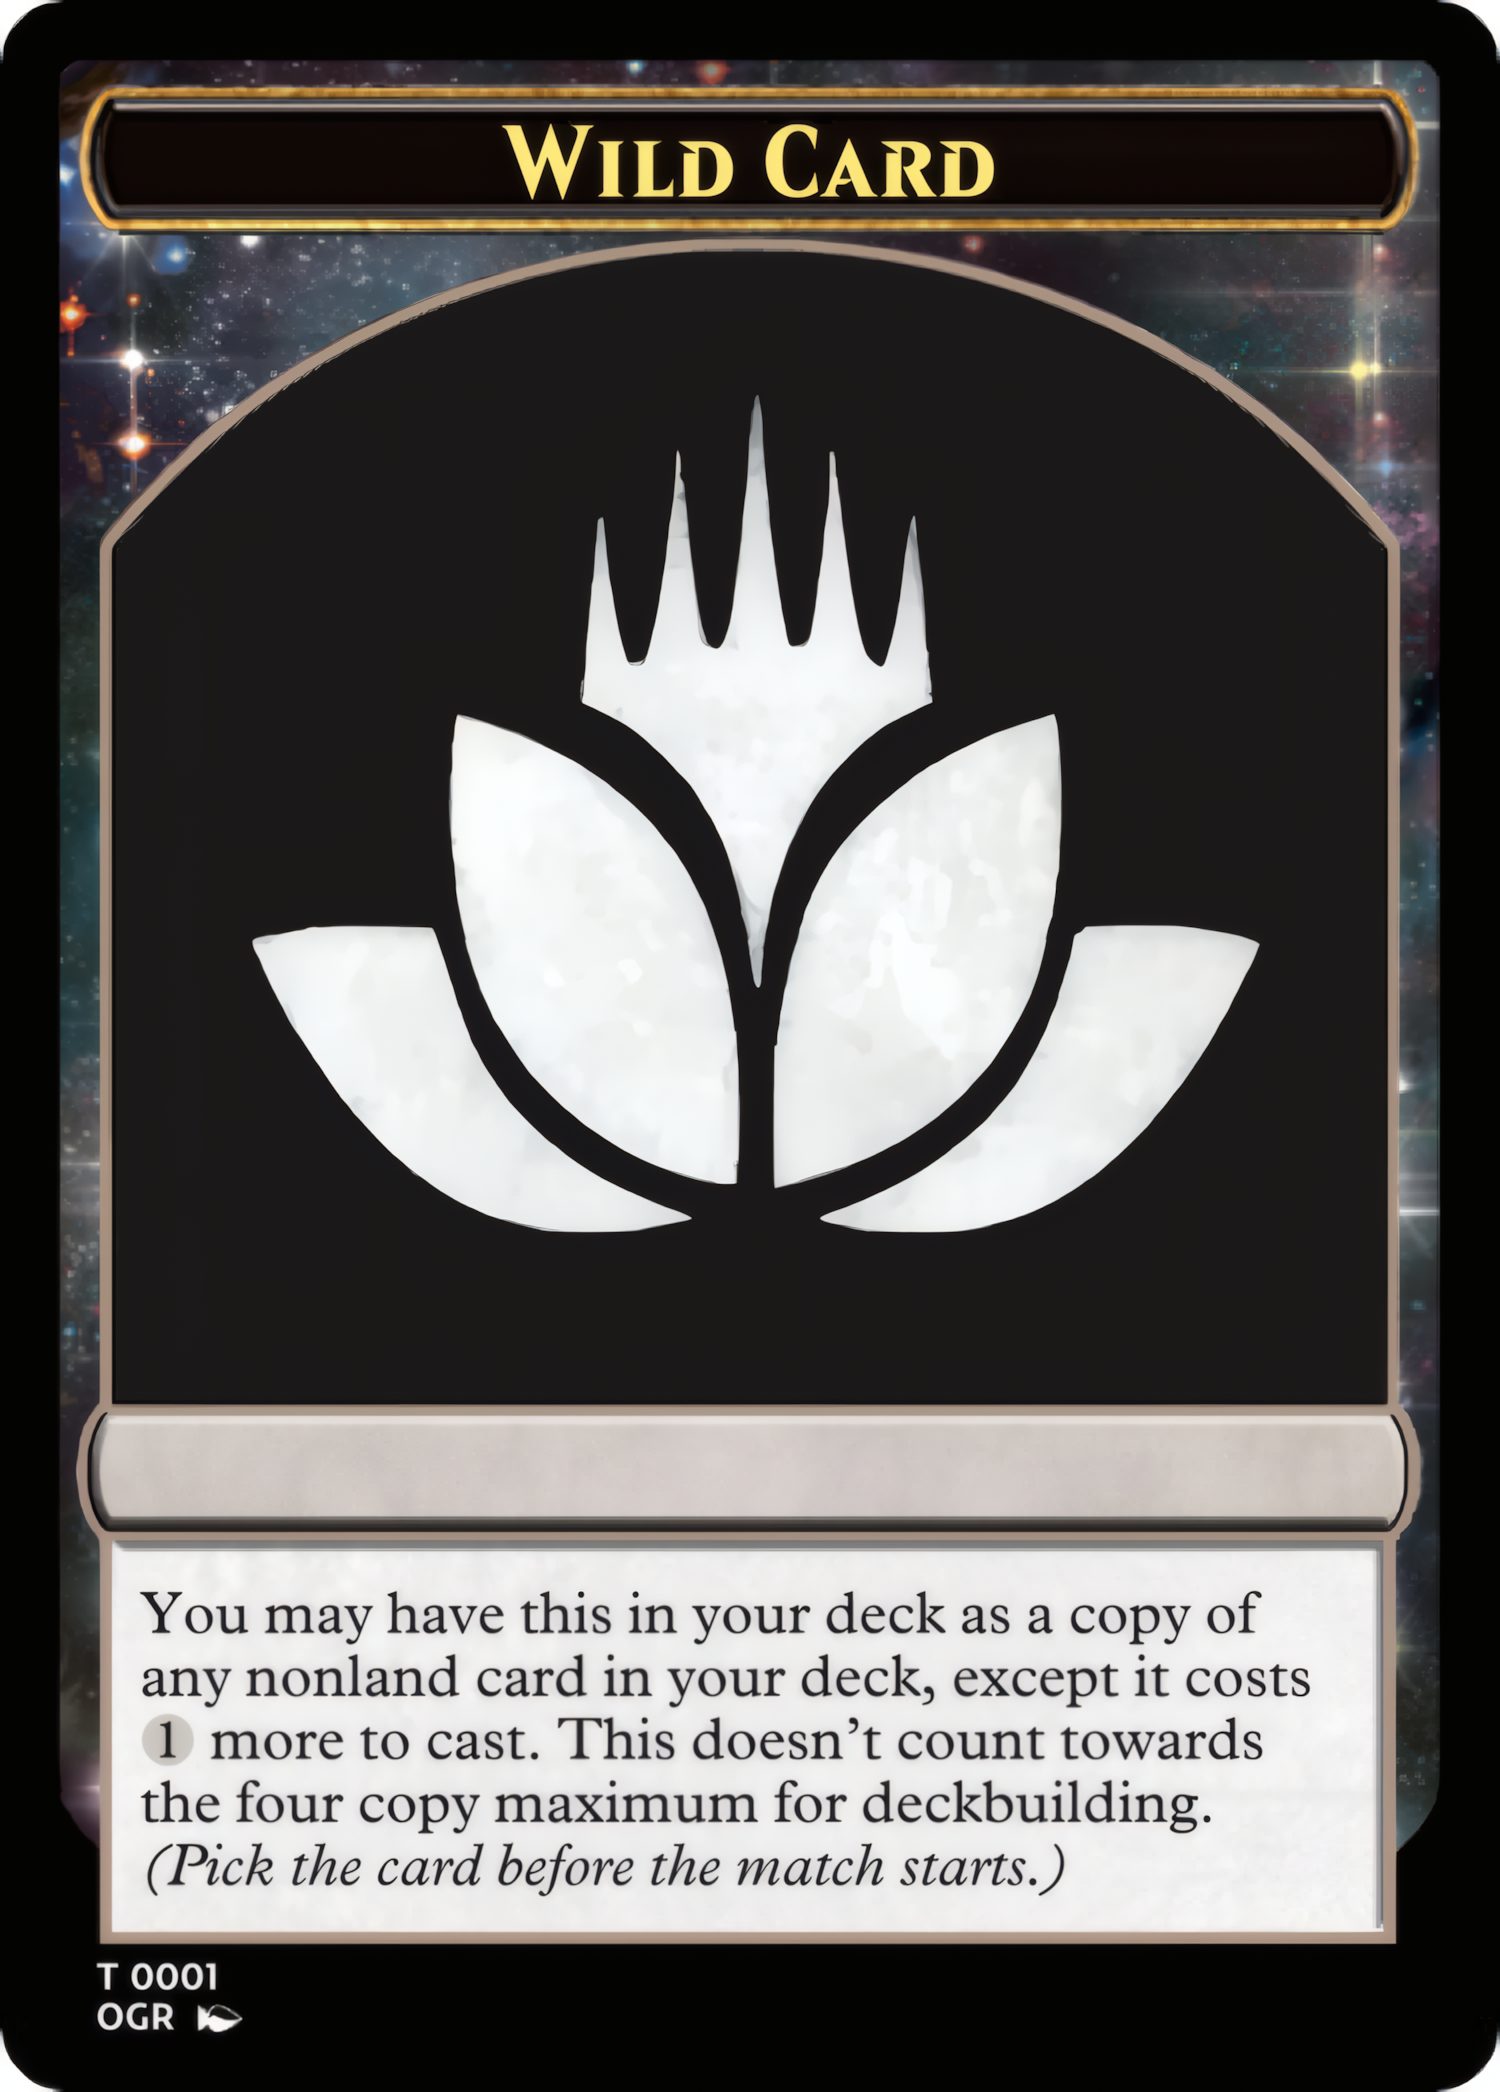 Wild Card
You may have this in your deck as a copy of
any nonland card in your deck, except it costs
1 more to cast. This doesn't count towards
the four copy maximum for deckbuilding.
(Pick the card before the match starts.)
T 0001
OGR